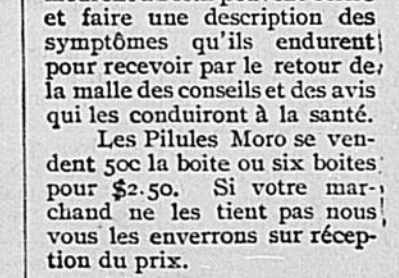 et faire une description des
symptômes qu'ils endurent
pour recevoir par le retour de
la malle des conseils et des avis
qui les conduiront à la santé.
Les Pilules Moro se ven-
dent 50c la boite ou six boites
pour $2.50. Si votre mar-
chand ne les tient pas nous
vous les enverrons sur récep-
tion du prix.